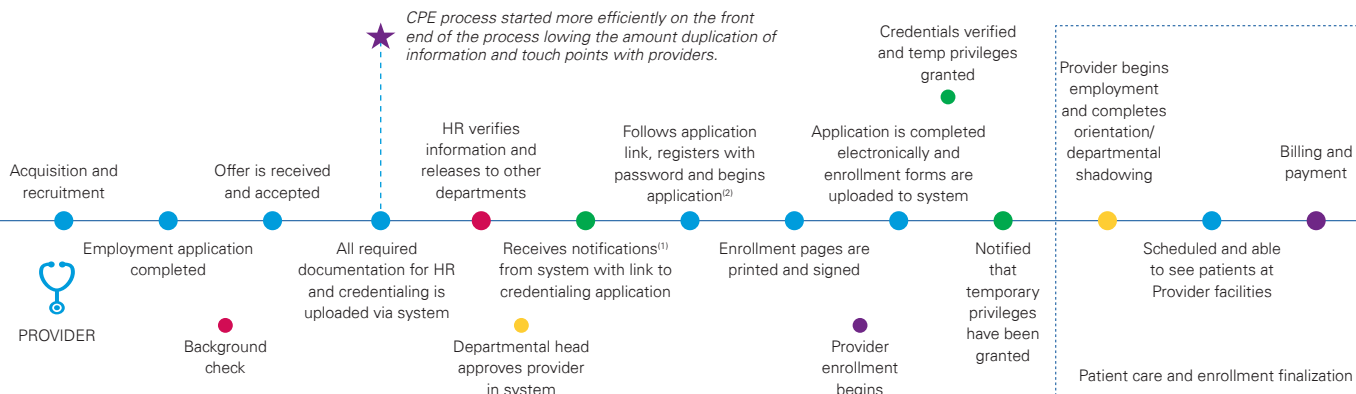 CPE process started more efficiently on the front
end of the process lowering the amount duplication of
information and touch points with providers.
Credentials verified
and temp privileges
granted
Acquisition and
recruitment
Offer is received
and accepted
HR verifies
information and
releases to other
departments
Follows application
link, registers with
password and begins
application(2)
Application is completed
electronically and
enrollment forms are
uploaded to system
Provider begins
employment
and completes
orientation/
departmental
shadowing
Billing and
payment
PROVIDER
Employment application
completed
Background
check
All required
documentation for HR
and credentialing is
uploaded via system
Receives notifications(1)
from system with link to
credentialing application
Departmental head
approves provider
in system
Enrollment pages are
printed and signed
Provider
enrollment
begins
Notified
that
temporary
privileges
have been
granted
Scheduled and able
to see patients at
Provider facilities
Patient care and enrollment finalization